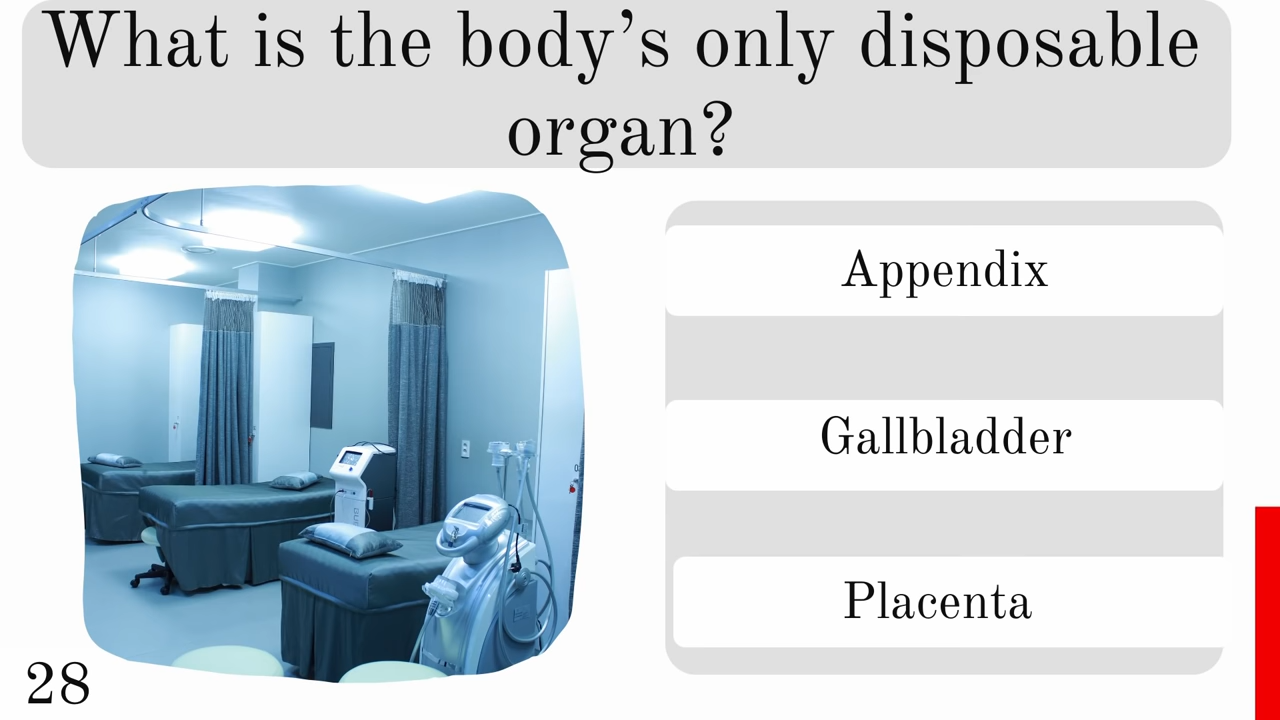 What is the body’s only disposable
organ?
Appendix
Gallbladder
Placenta
28